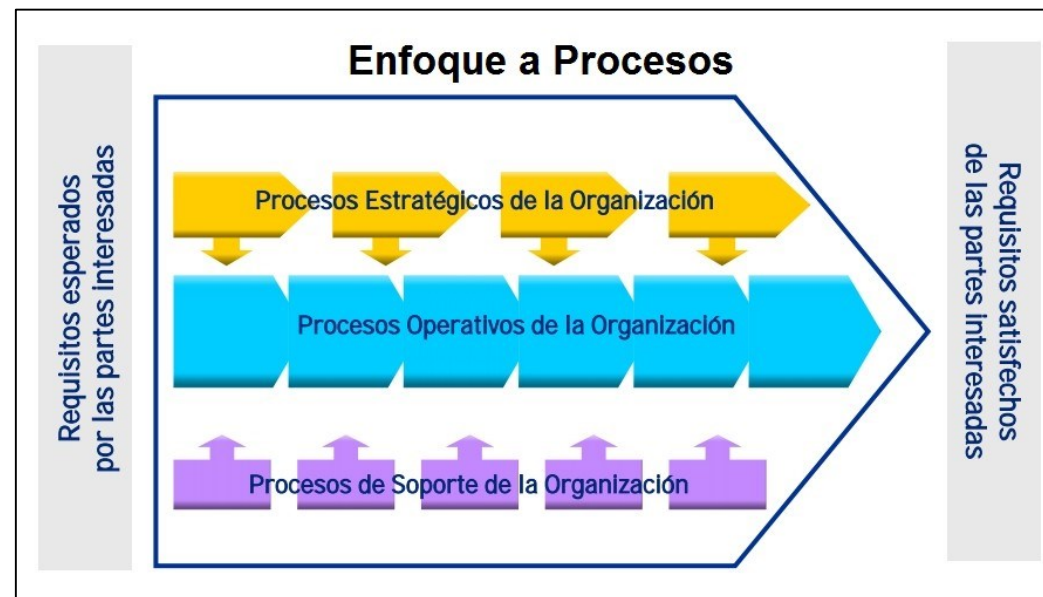 Enfoque a Procesos
Requisitos esperados
por las partes interesadas
Procesos Estratégicos de la Organización
Procesos Operativos de la Organización
Procesos de Soporte de la Organización
Requisitos satisfechos
de las partes interesadas